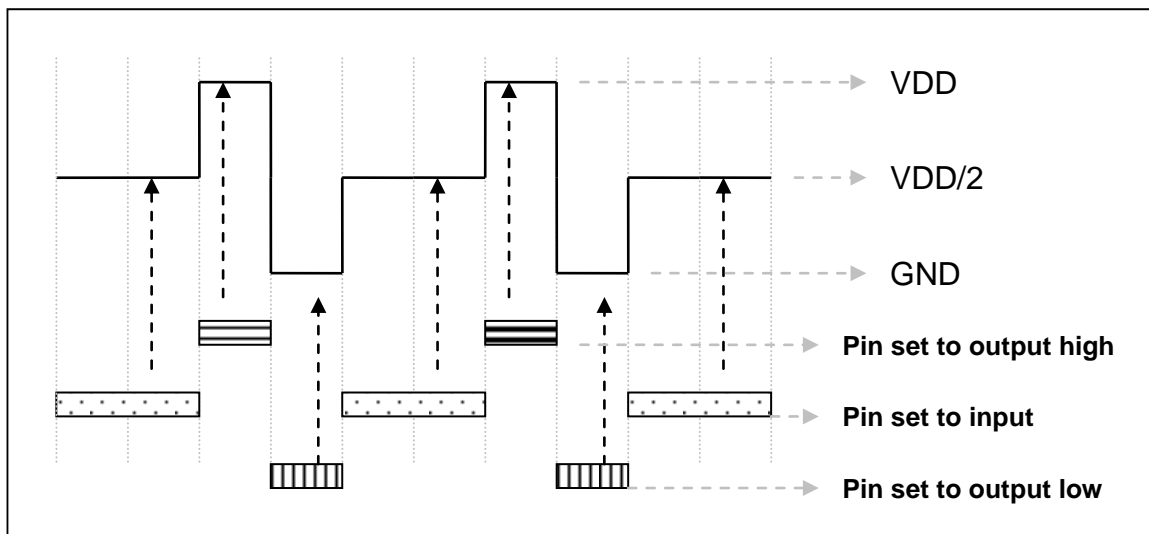 VDD
VDD/2
GND
Pin set to output high
Pin set to input
Pin set to output low